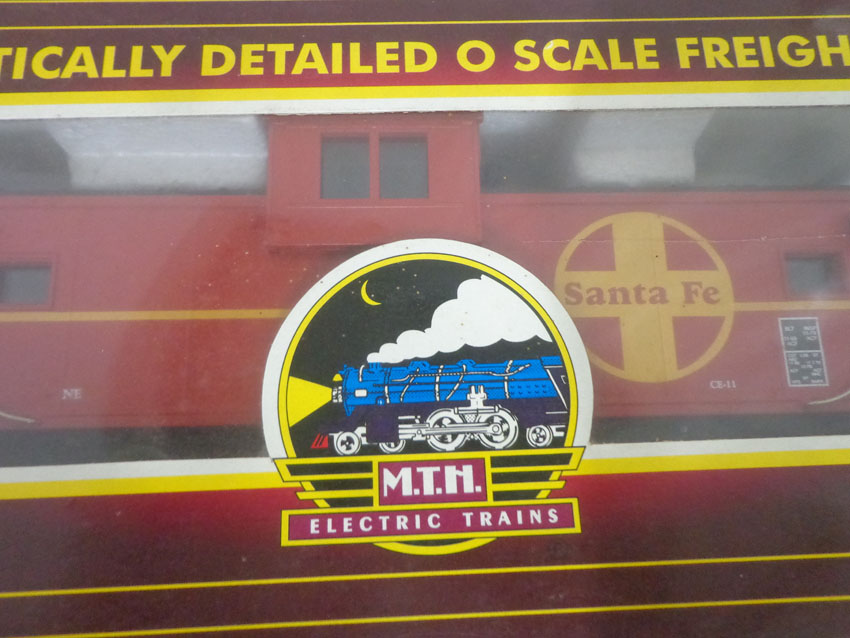 TICALLY DETAILED O SCALE FREIGH
Santa Fe
NE
CE-11
M.T.H.
ELECTRIC TRAINS